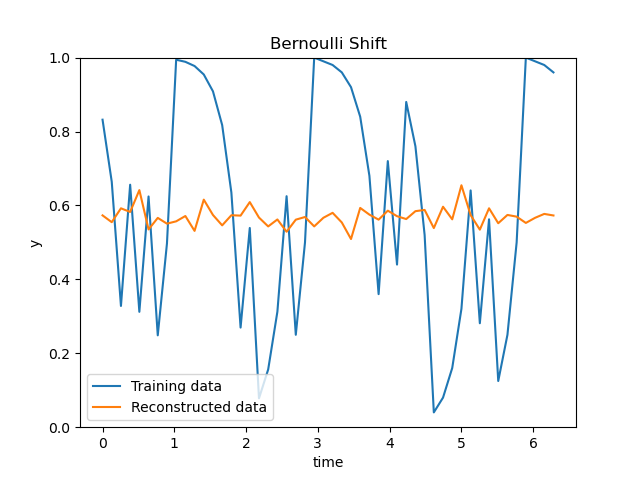 Bernoulli Shift
1.0
0.8
0.6
0.4
0.2
0.0
y
Training data
Reconstructed data
0 1 2 3 4 5 6
time